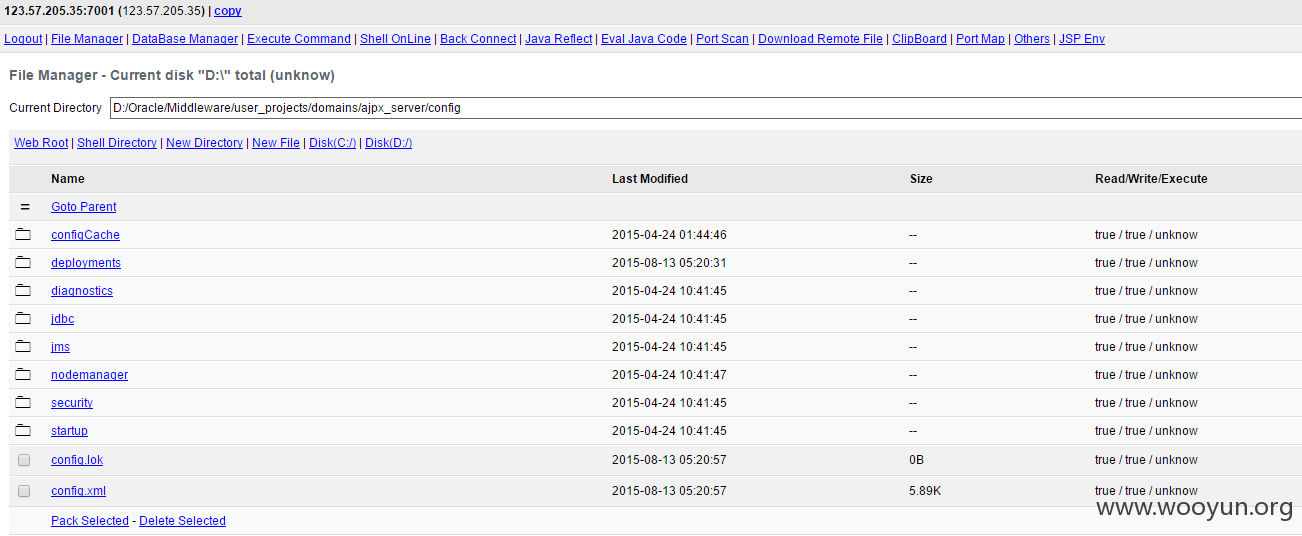 123.57.205.35:7001 (123.57.205.35) | copy
Logout | File Manager | DataBase Manager | Execute Command | Shell OnLine | Back Connect | Java Reflect | Eval Java Code | Port Scan | Download Remote File | ClipBoard | Port Map | Others | JSP Env
File Manager - Current disk "D:\" total (unknow)
Current Directory D:/Oracle/Middleware/user_projects/domains/ajpx_server/config
Web Root | Shell Directory | New Directory | New File | Disk(C:/) | Disk(D:/)
Name Last Modified Size Read/Write/Execute
= Goto Parent
configCache 2015-04-24 01:44:46 -- true / true / unknow
deployments 2015-08-13 05:20:31 -- true / true / unknow
diagnostics 2015-04-24 10:41:45 -- true / true / unknow
jdbc 2015-04-24 10:41:45 -- true / true / unknow
jms 2015-04-24 10:41:45 -- true / true / unknow
nodemanager 2015-04-24 10:41:47 -- true / true / unknow
security 2015-04-24 10:41:45 -- true / true / unknow
startup 2015-04-24 10:41:45 -- true / true / unknow
config.lok 2015-08-13 05:20:57 0B true / true / unknow
config.xml 2015-08-13 05:20:57 5.89K true / true / unknow
Pack Selected - Delete Selected
www.wooyun.org